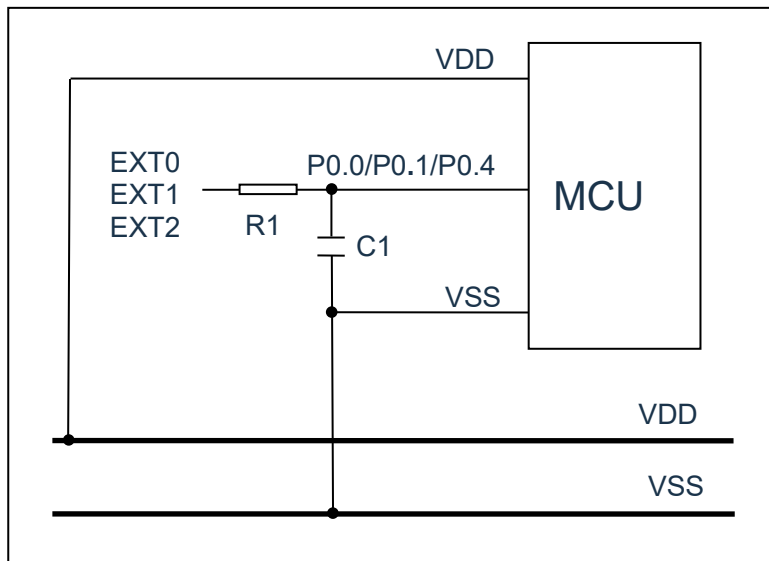 VDD
EXT0
EXT1
EXT2
P0.0/P0.1/P0.4
R1
C1
MCU
VSS
VDD
VSS